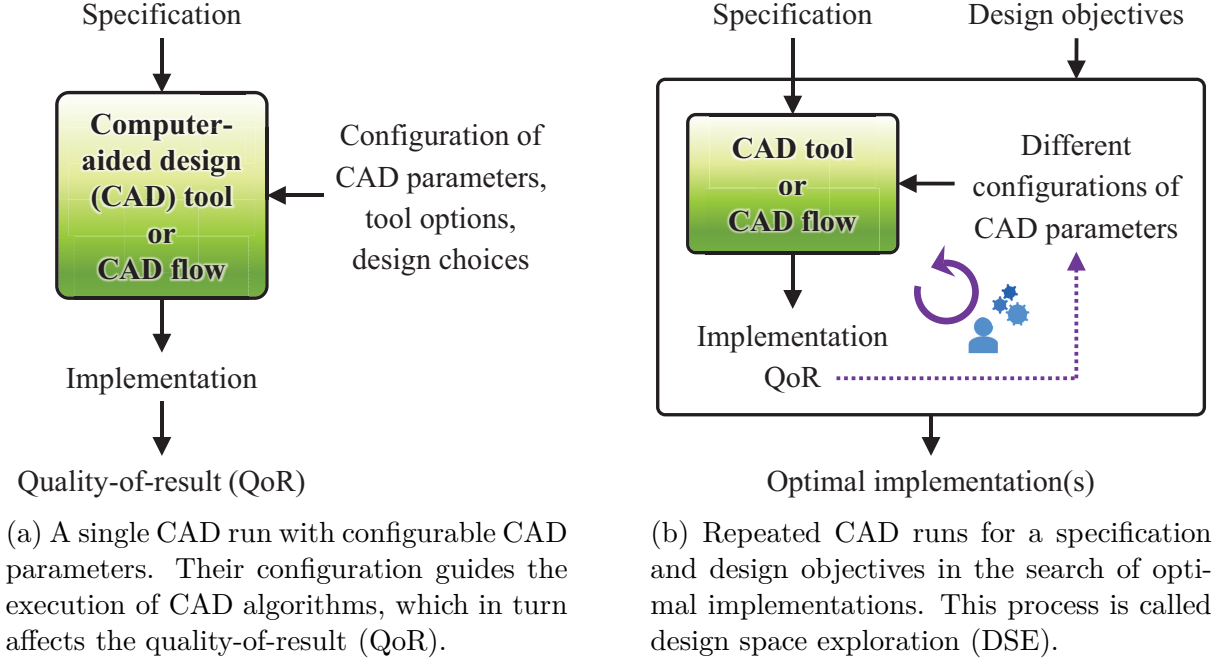 Specification
Computer-
aided design
(CAD) tool
or
CAD flow
Configuration of
CAD parameters,
tool options,
design choices
Implementation
Quality-of-result (QoR)
(a) A single CAD run with configurable CAD
parameters. Their configuration guides the
execution of CAD algorithms, which in turn
affects the quality-of-result (QoR).
Specification
Design objectives
CAD tool
or
CAD flow
Different
configurations of
CAD parameters
Implementation
QoR
Optimal implementation(s)
(b) Repeated CAD runs for a specification
and design objectives in the search of opti-
mal implementations. This process is called
design space exploration (DSE).